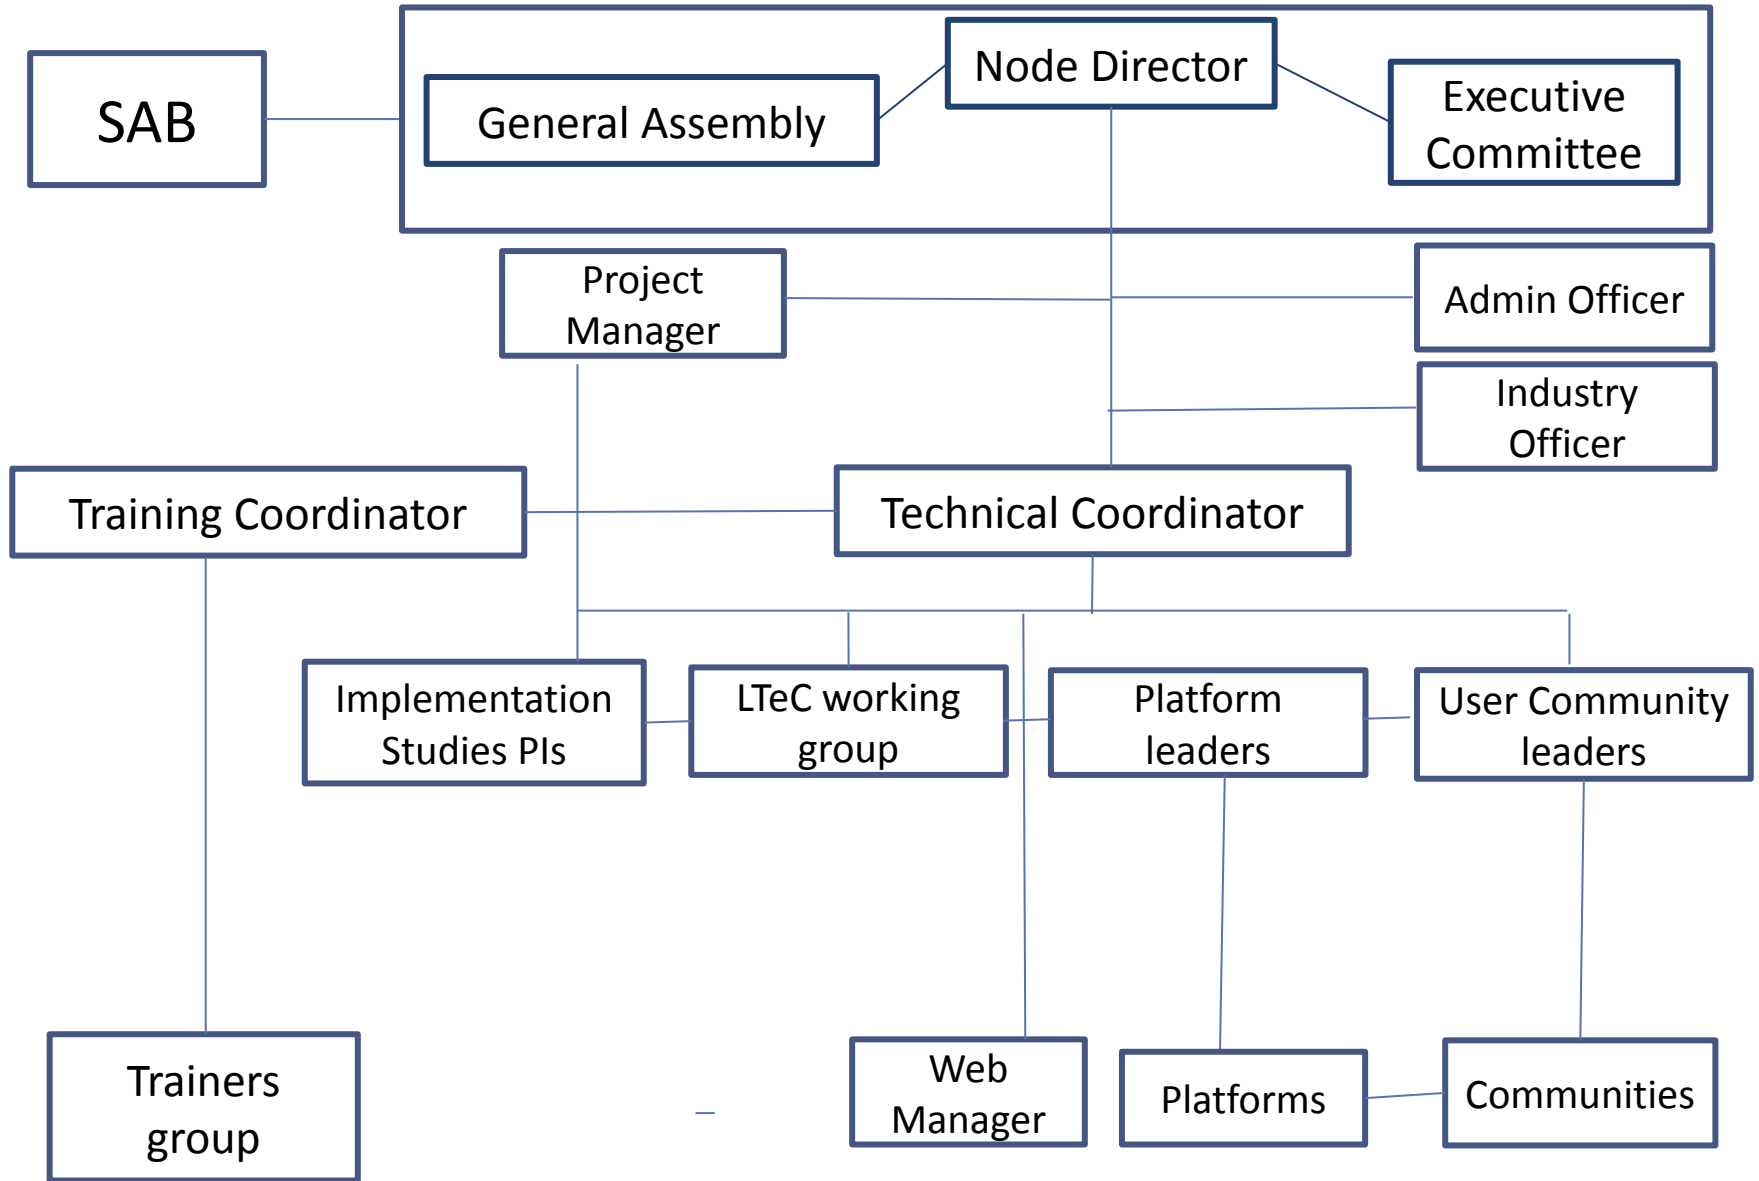 SAB
General Assembly
Node Director
Executive
Committee
Project
Manager
Admin Officer
Industry
Officer
Training Coordinator
Technical Coordinator
Implementation
Studies PIs
LTeC working
group
Platform
leaders
User Community
leaders
Trainers
group
Web
Manager
Platforms
Communities